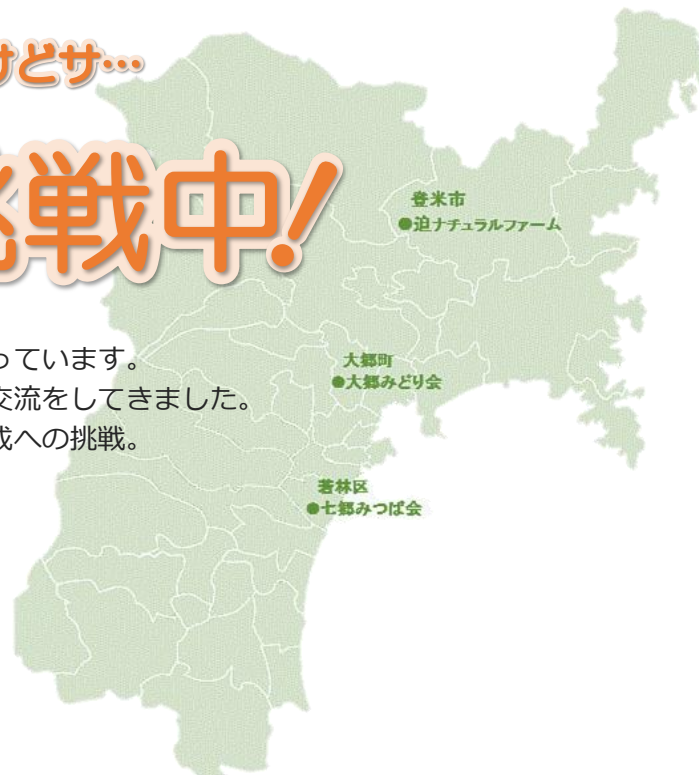 けどサ…
挑戦中!
登米市
●迫ナチュラルファーム
っています。
大郷町
●大郷みどり会
交流をしてきました。
成への挑戦。
若林区
●七郷みつば会